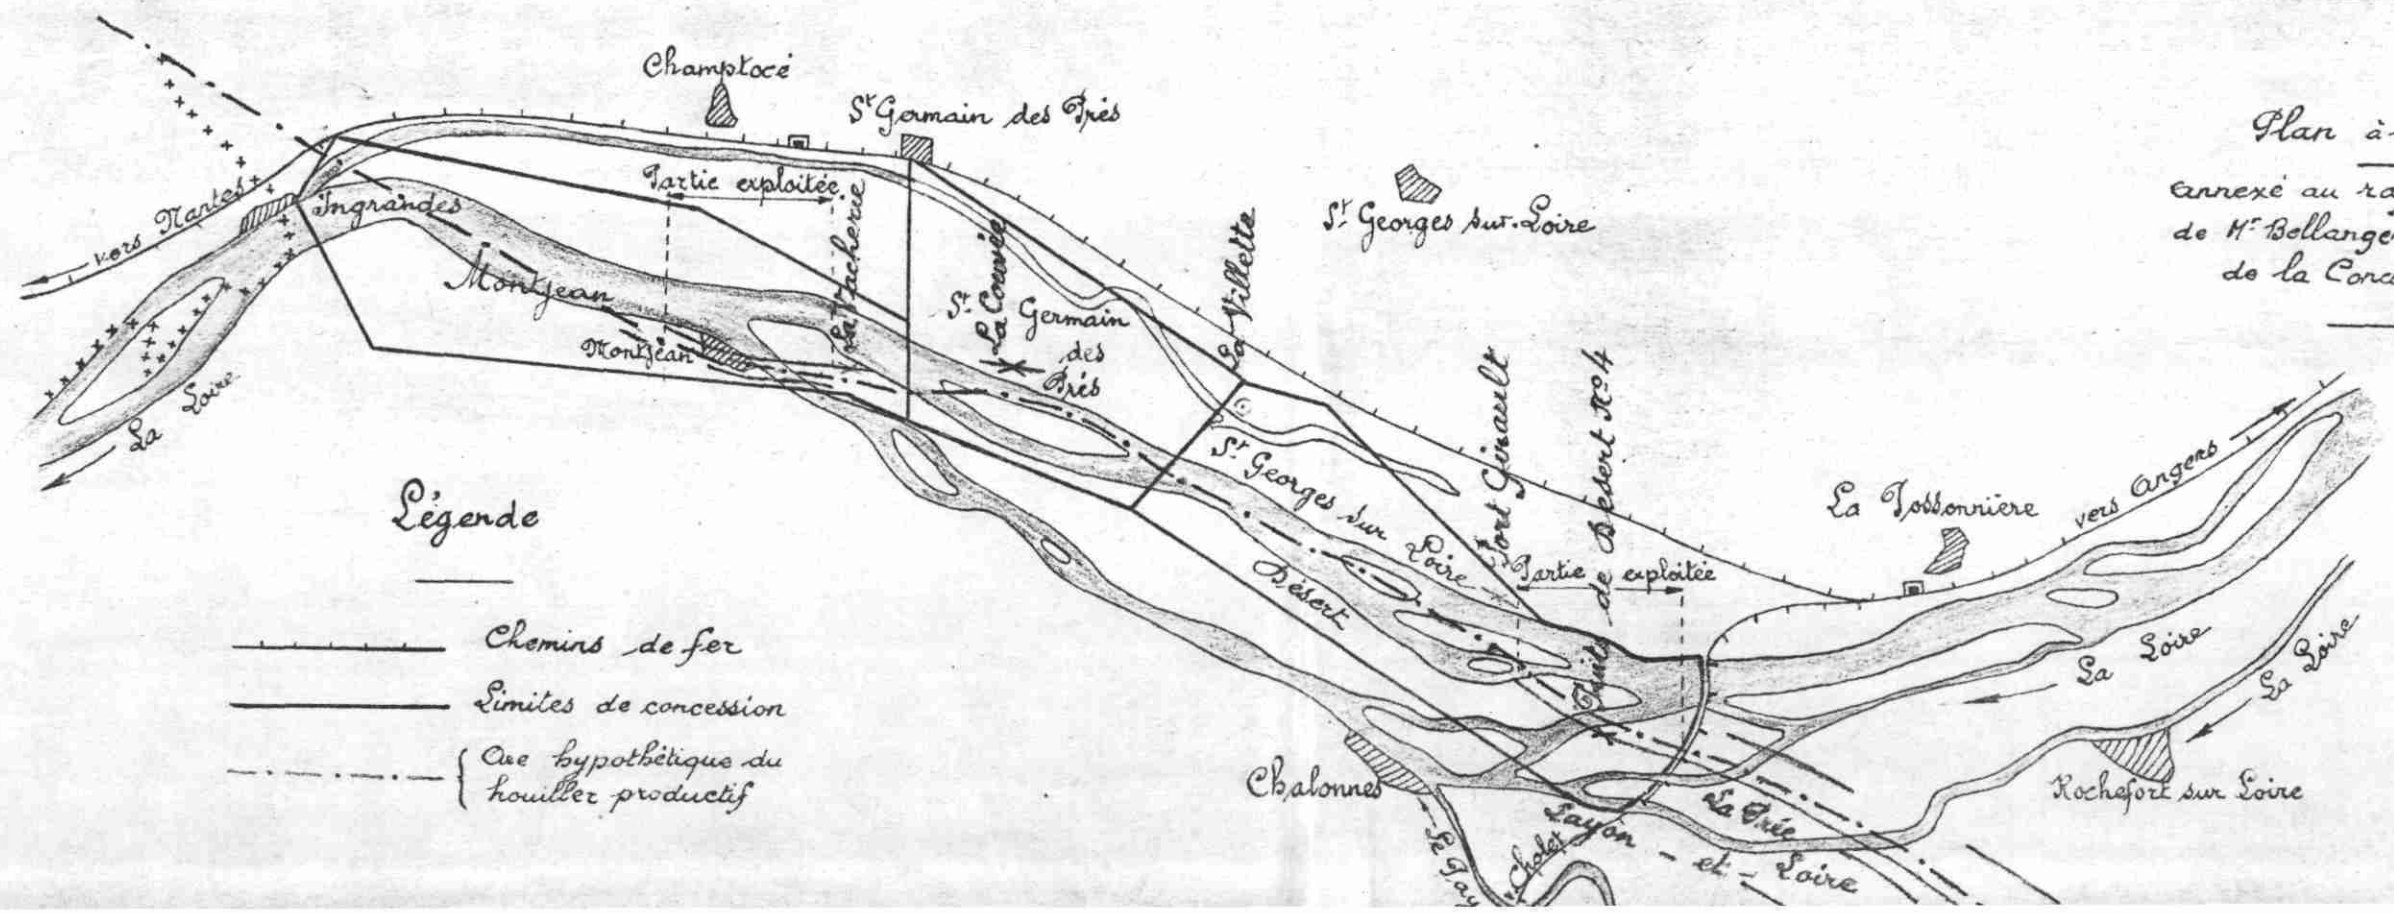 Champtocé
St Germain des Prés
Plan à
annexé au ra
de Mr Bellange
de la Conc
Partie exploitée
St Georges sur-Loire
vers Nantes
Ingrandes
Montjean
La Vacherie
St Germain
des
Prés
La Corvée
La Villette
Montjean
La Loire
Port Girault
Puits de Désert No 4
St Georges sur Loire
Désert
Partie exploitée
La Possonnière
vers Angers
La Loire
La Loire
Légende
Chemins de fer
Limites de concession
Axe hypothétique du
houiller productif
Chalonnes
Rochefort sur Loire
La Prée
Layon - et - Loire
Cholet
Le Lay